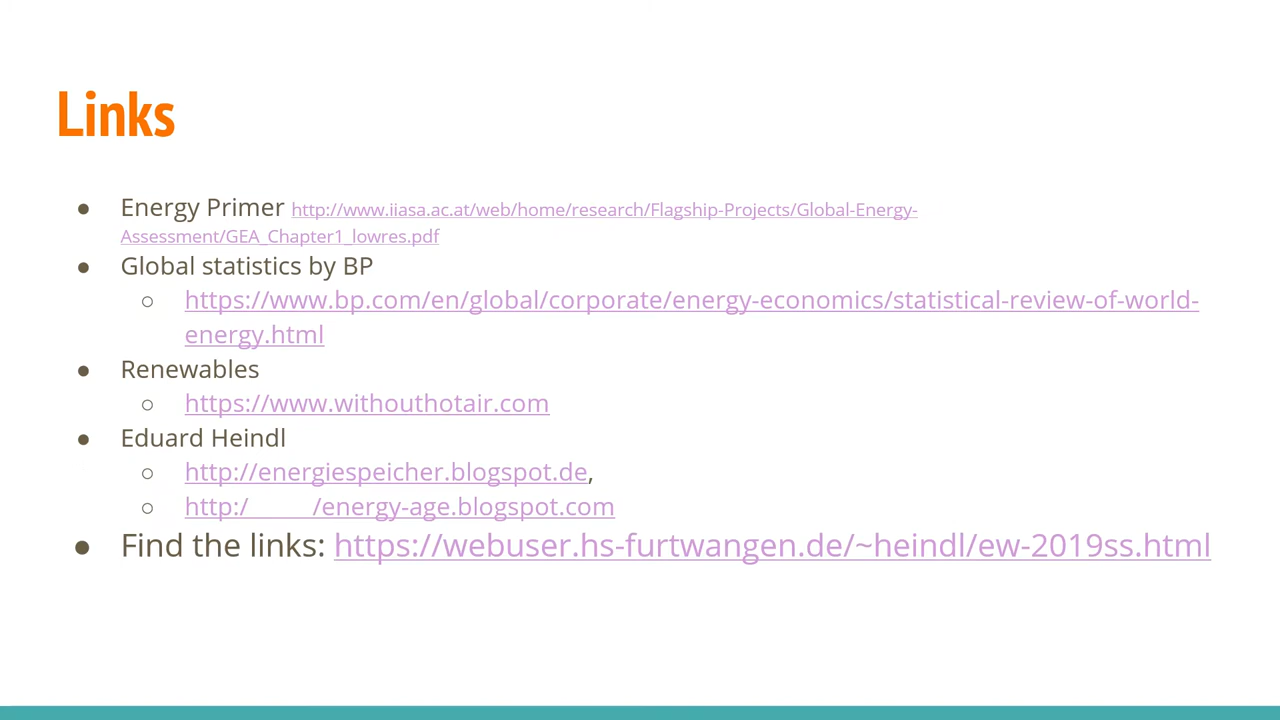 Links
● Energy Primer http://www.iiasa.ac.at/web/home/research/Flagship-Projects/Global-Energy-
Assessment/GEA_Chapter1_lowres.pdf
● Global statistics by BP
○ https://www.bp.com/en/global/corporate/energy-economics/statistical-review-of-world-
energy.html
● Renewables
○ https://www.withouthotair.com
● Eduard Heindl
○ http://energiespeicher.blogspot.de,
○ http:/ /energy-age.blogspot.com
● Find the links: https://webuser.hs-furtwangen.de/~heindl/ew-2019ss.html